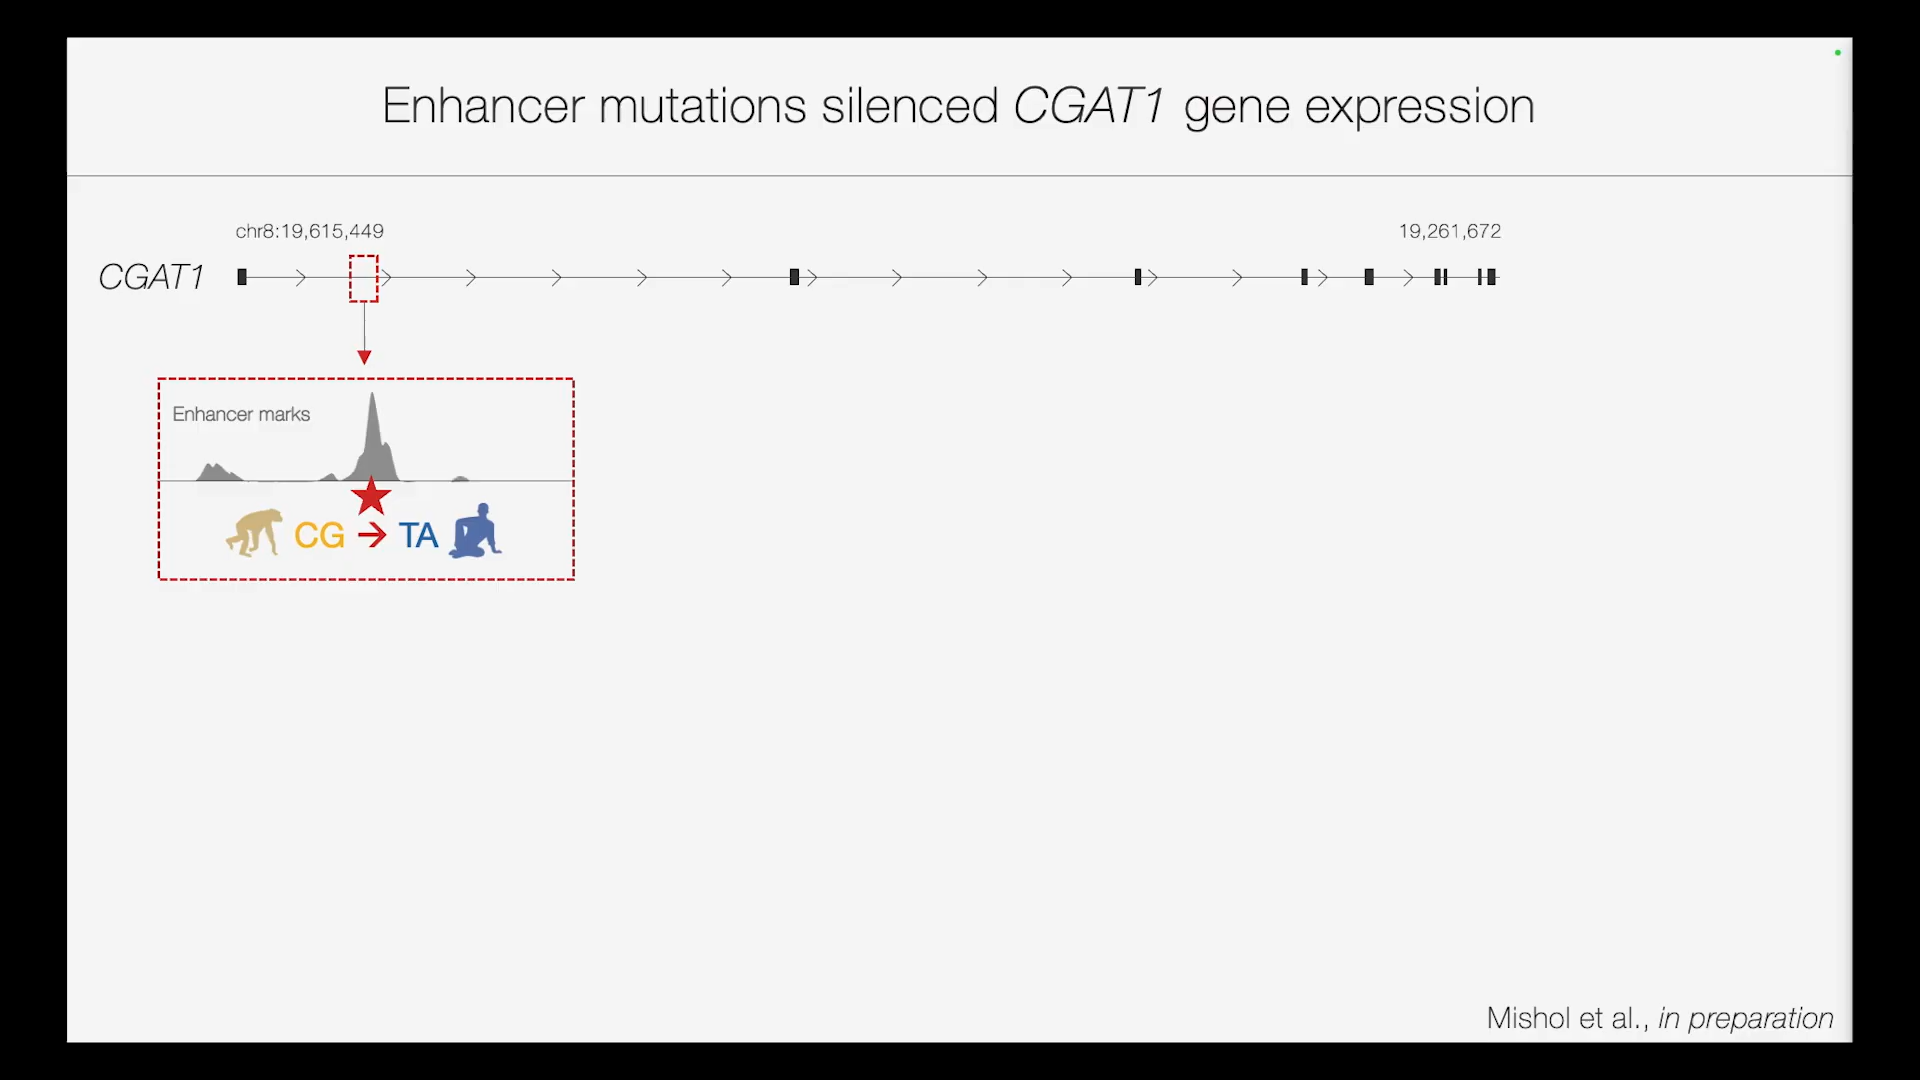 Enhancer mutations silenced CGAT1 gene expression
chr8:19,615,449
19,261,672
CGAT1
Enhancer marks
CG → TA
Mishol et al., in preparation